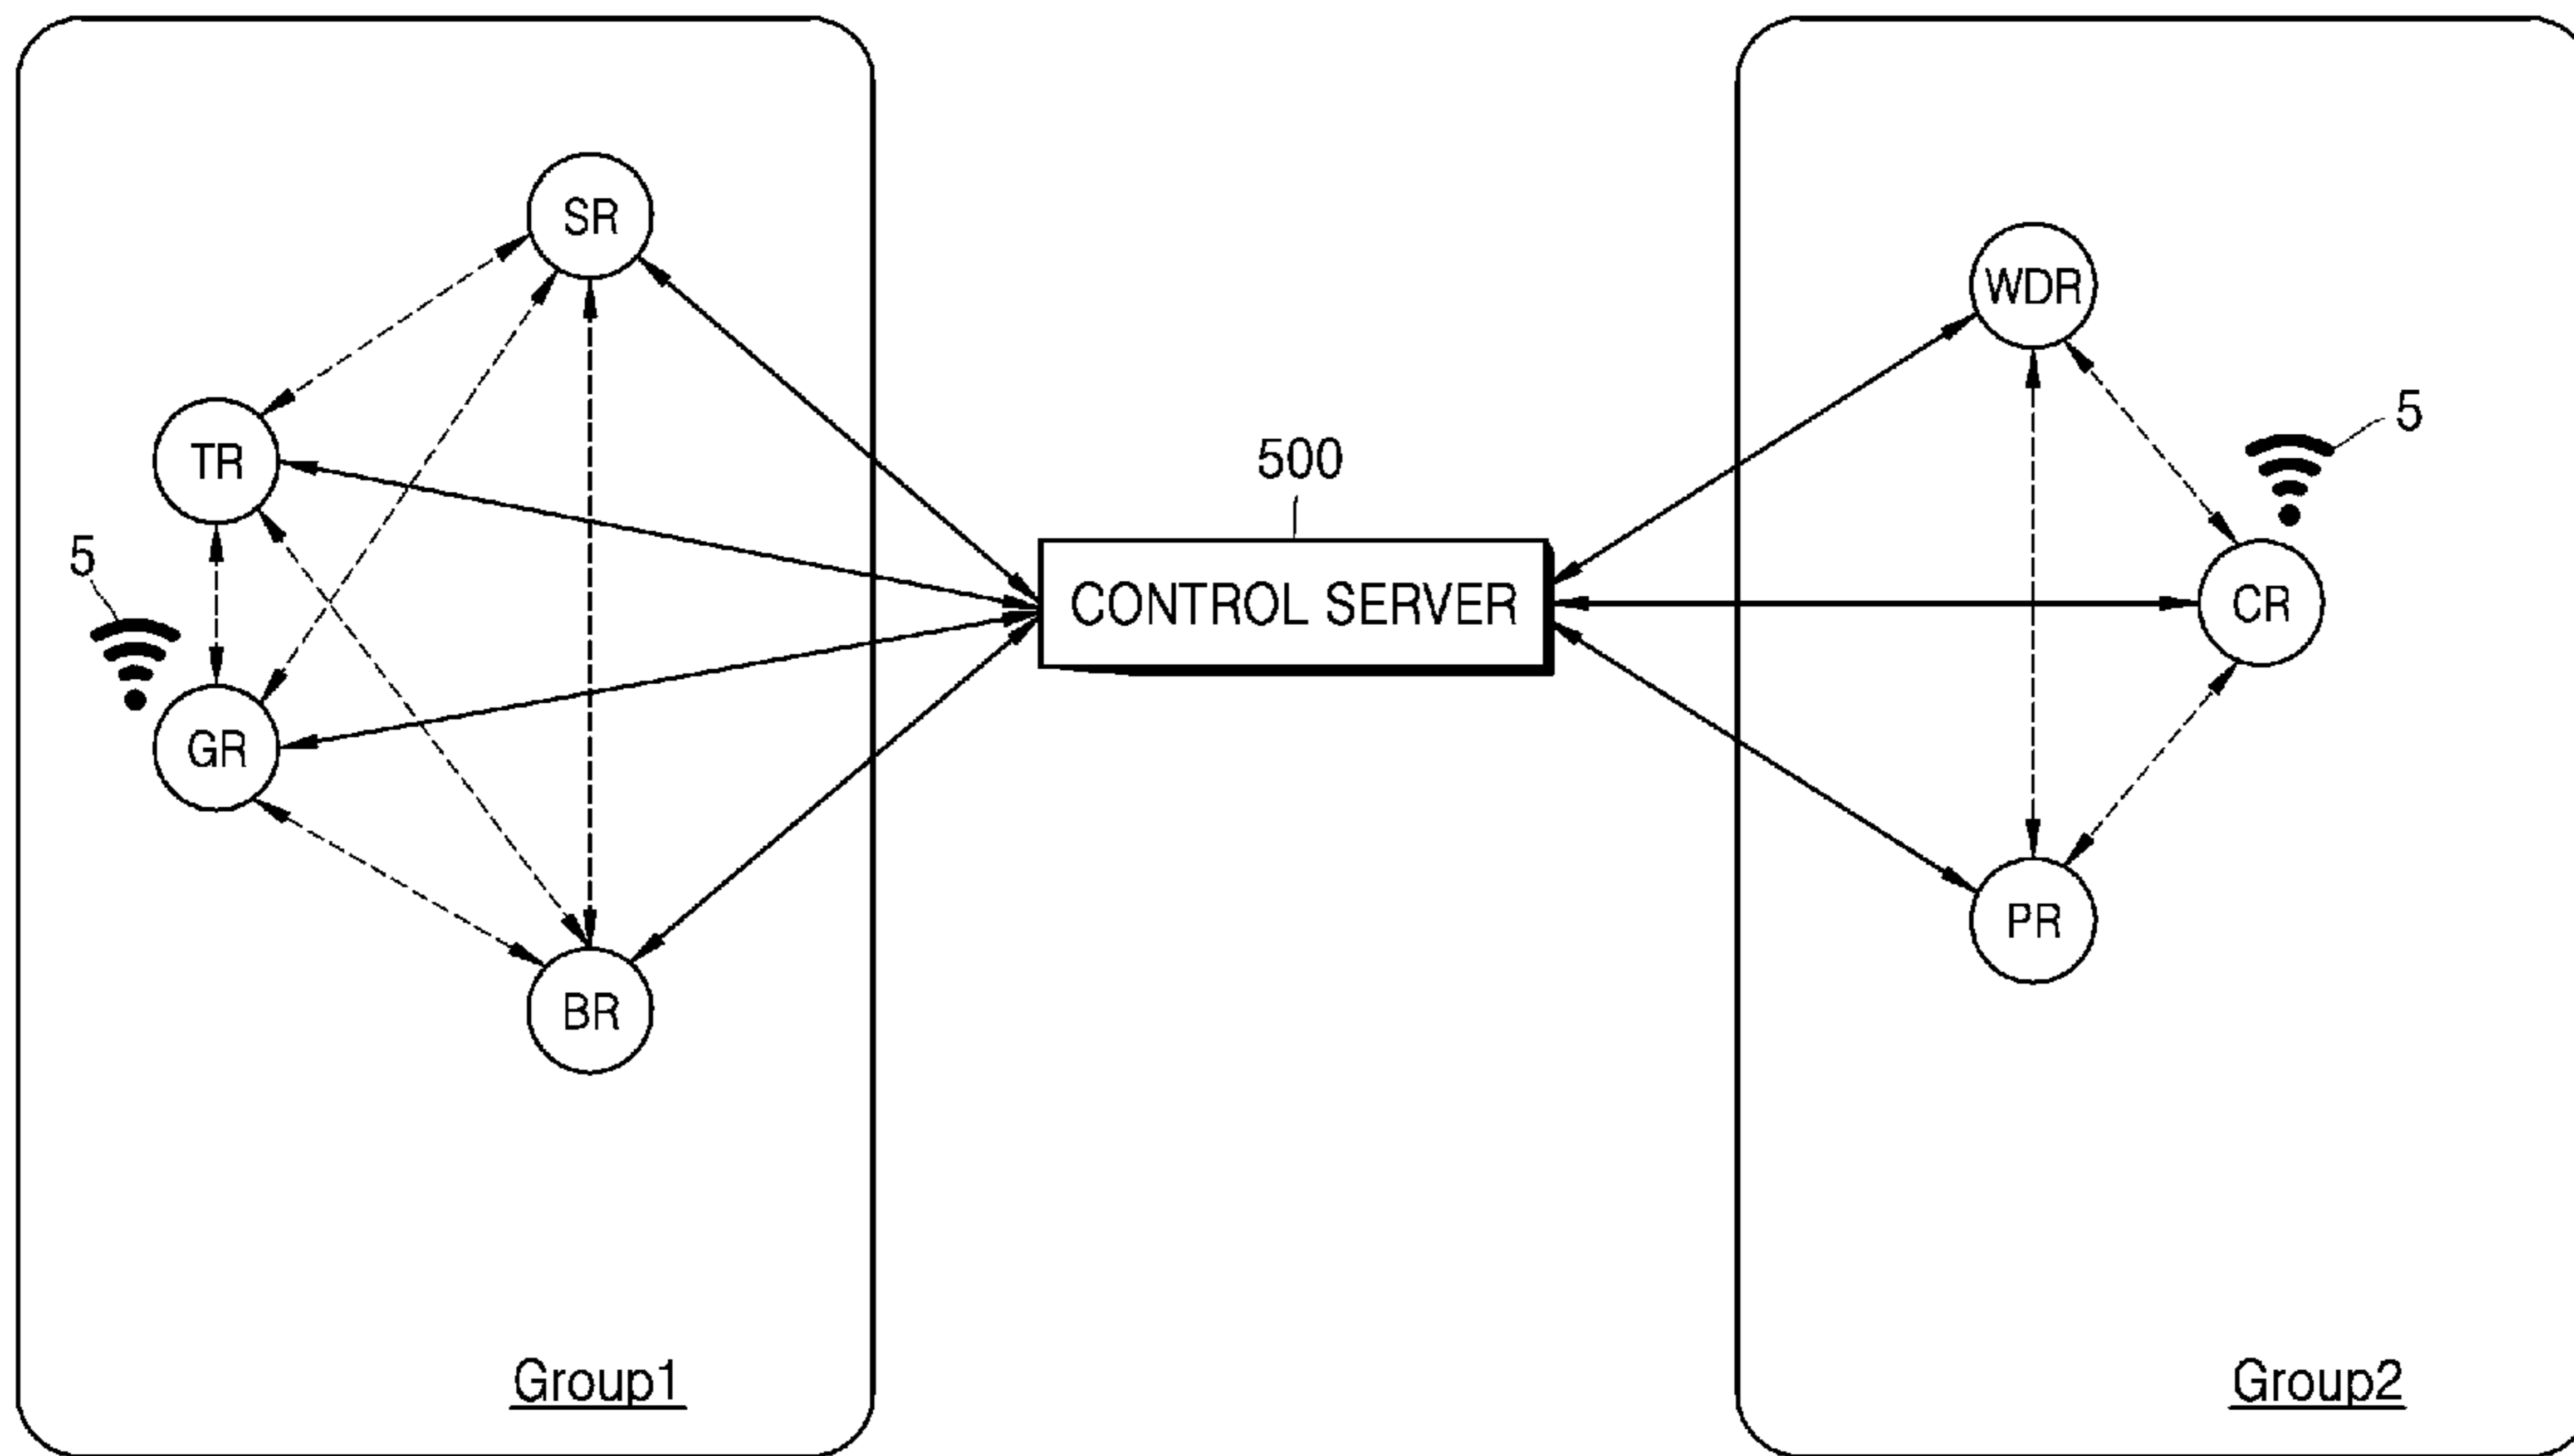 SR
WDR
5
TR
500
5
CONTROL SERVER
CR
GR
PR
BR
Group1
Group2